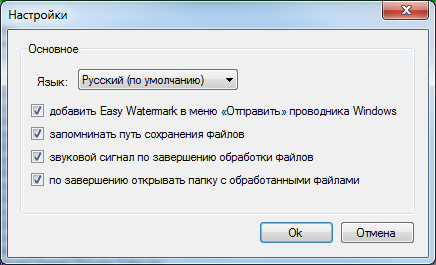 Настройки
Основное
Язык: Русский (по умолчанию)
добавить Easy Watermark в меню «Отправить» проводника Windows
запоминать путь сохранения файлов
звуковой сигнал по завершению обработки файлов
по завершению открывать папку с обработанными файлами
Ok Отмена